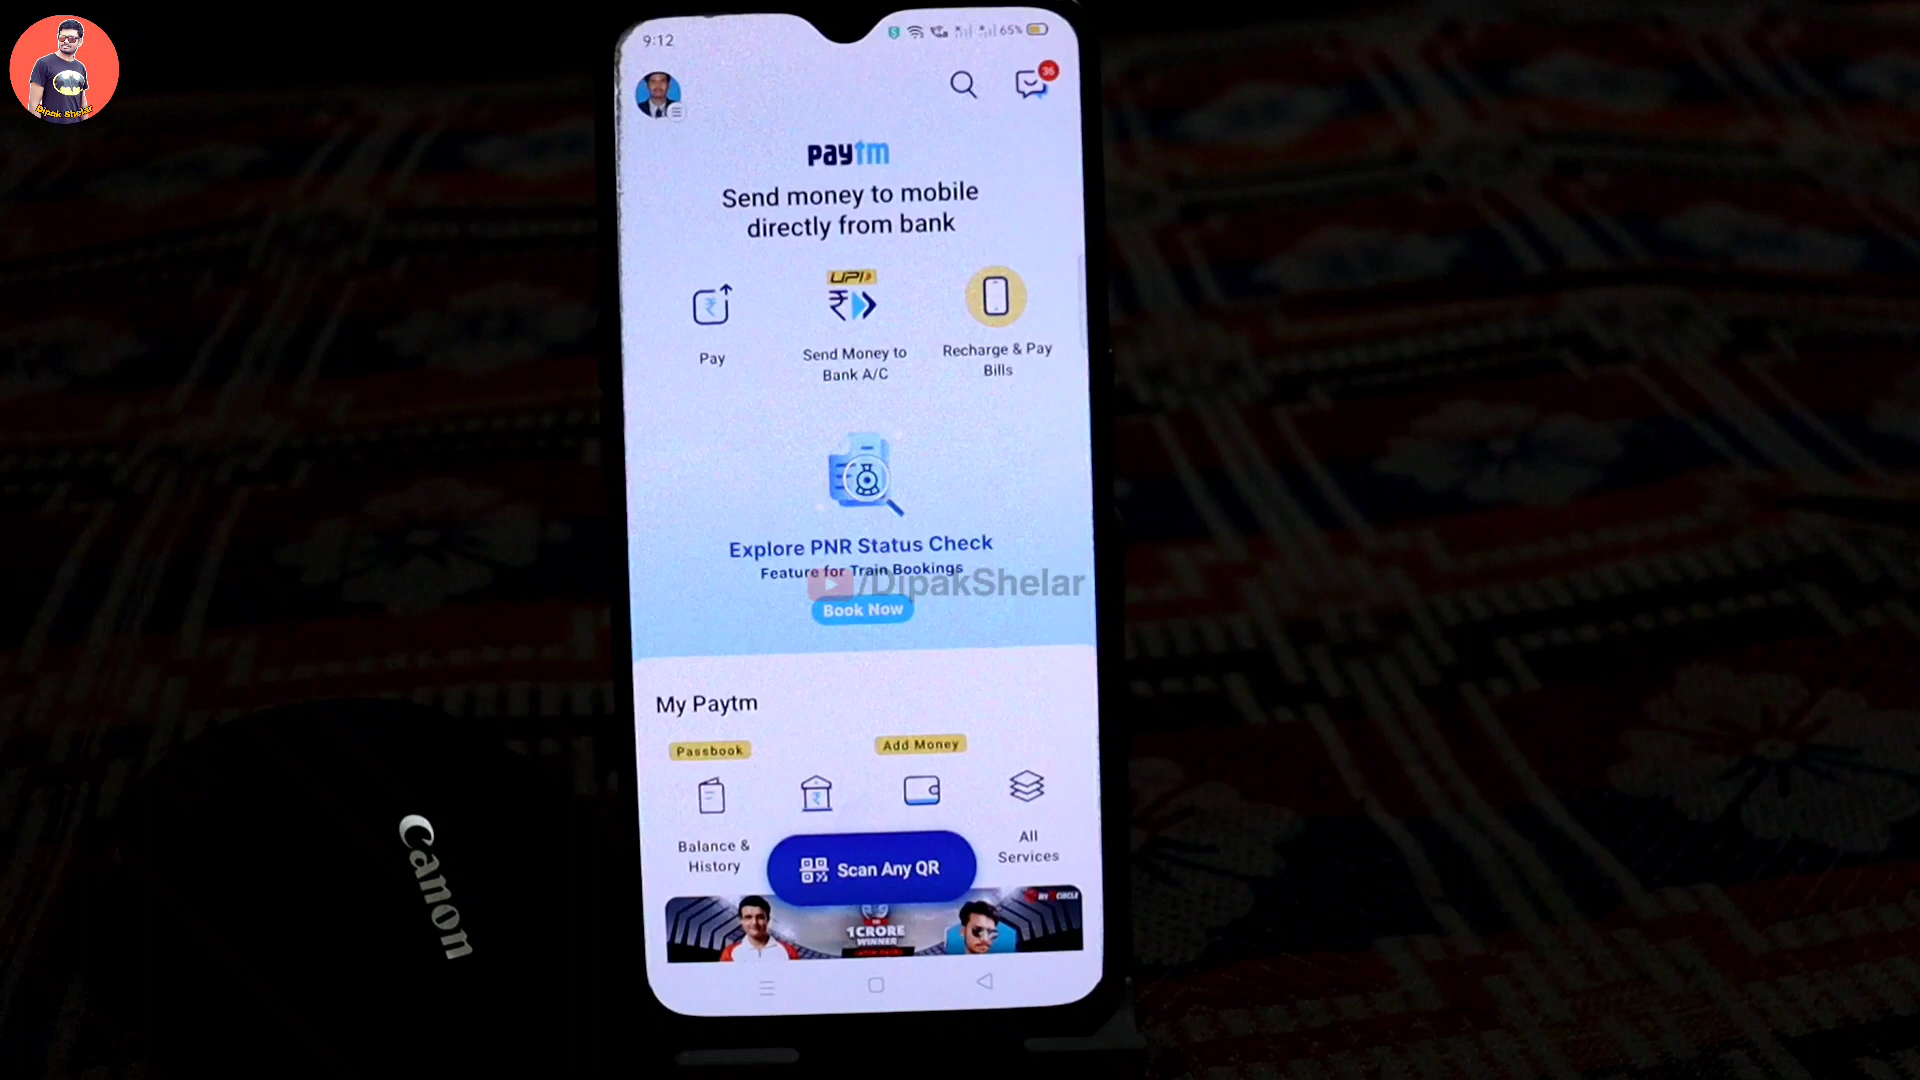 Dipak Shelar
9:12
65%
36
paytm
Send money to mobile
directly from bank
UPI
Pay
Send Money to
Bank A/C
Recharge & Pay
Bills
Explore PNR Status Check
Feature for Train Bookings
/DipakShelar
Book Now
My Paytm
Passbook
Add Money
Balance &
History
All
Services
Scan Any QR
1CRORE
WINNER
Canon